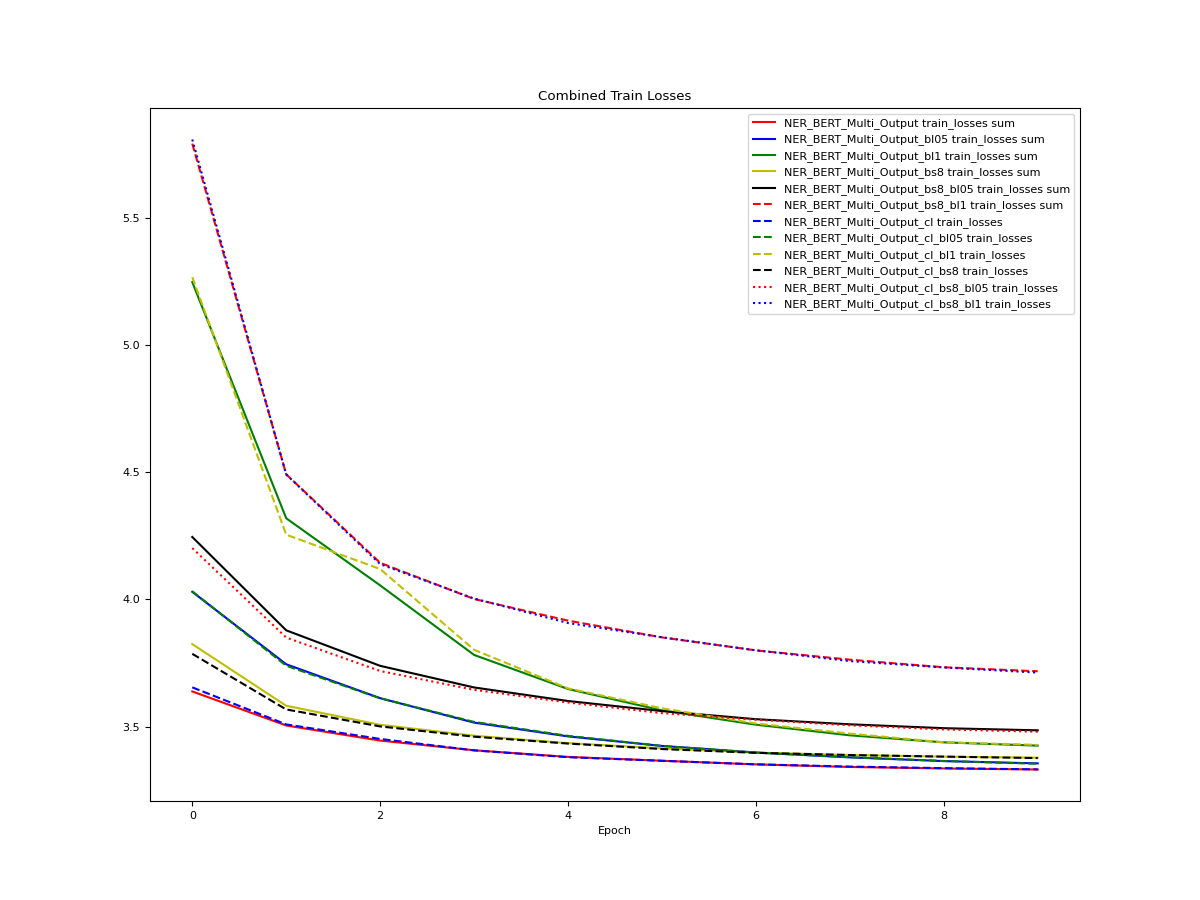 Combined Train Losses
NER_BERT_Multi_Output train_losses sum
NER_BERT_Multi_Output_bl05 train_losses sum
NER_BERT_Multi_Output_bl1 train_losses sum
NER_BERT_Multi_Output_bs8 train_losses sum
NER_BERT_Multi_Output_bs8_bl05 train_losses sum
NER_BERT_Multi_Output_bs8_bl1 train_losses sum
NER_BERT_Multi_Output_cl train_losses
NER_BERT_Multi_Output_cl_bl05 train_losses
NER_BERT_Multi_Output_cl_bl1 train_losses
NER_BERT_Multi_Output_cl_bs8 train_losses
NER_BERT_Multi_Output_cl_bs8_bl05 train_losses
NER_BERT_Multi_Output_cl_bs8_bl1 train_losses
5.5
5.0
4.5
4.0
3.5
0 2 4 6 8
Epoch